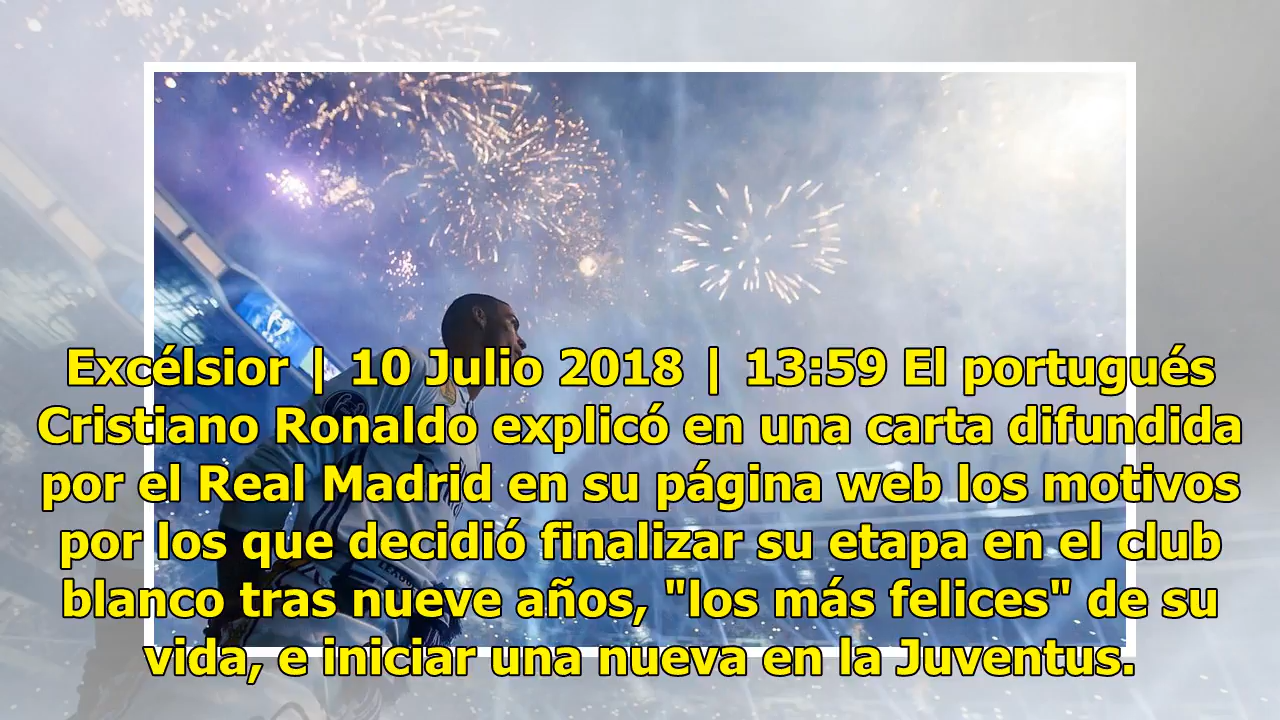 Excélsior | 10 Julio 2018 | 13:59 El portugués
Cristiano Ronaldo explicó en una carta difundida
por el Real Madrid en su página web los motivos
por los que decidió finalizar su etapa en el club
blanco tras nueve años, "los más felices" de su
vida, e iniciar una nueva en la Juventus.